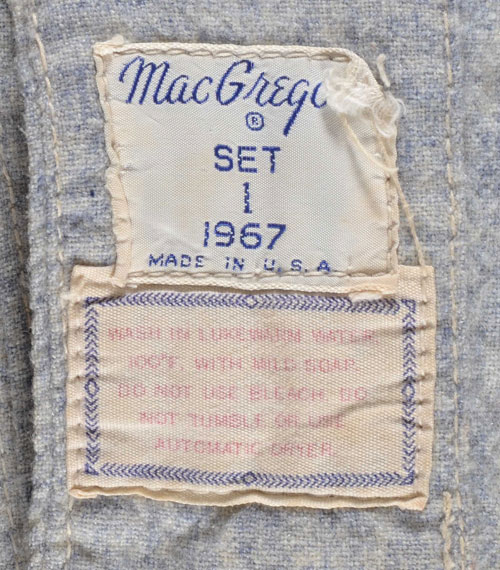 MacGrego
®
SET
1
1967
MADE IN U.S.A
WASH IN LUKEWARM WATER
100°F. WITH MILD SOAP.
DO NOT USE BLEACH. DO
NOT TUMBLE OR USE
AUTOMATIC DRYER.